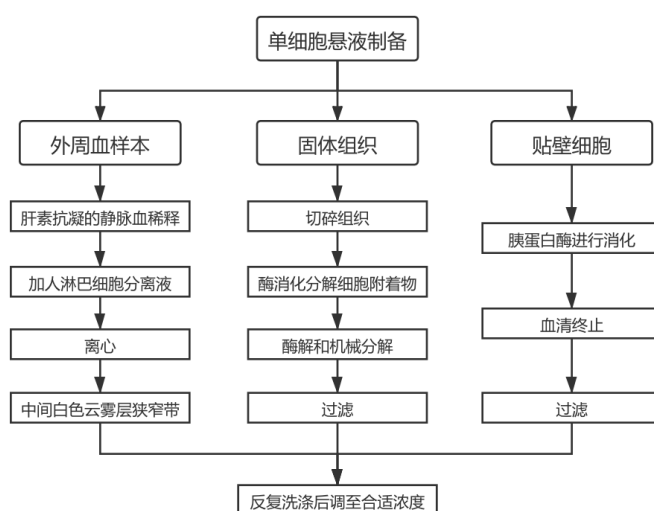 单细胞悬液制备
外周血样本
固体组织
贴壁细胞
肝素抗凝的静脉血稀释
切碎组织
胰蛋白酶进行消化
加人淋巴细胞分离液
酶消化分解细胞附着物
血清终止
离心
酶解和机械分解
中间白色云雾层狭窄带
过滤
过滤
反复洗涤后调至合适浓度